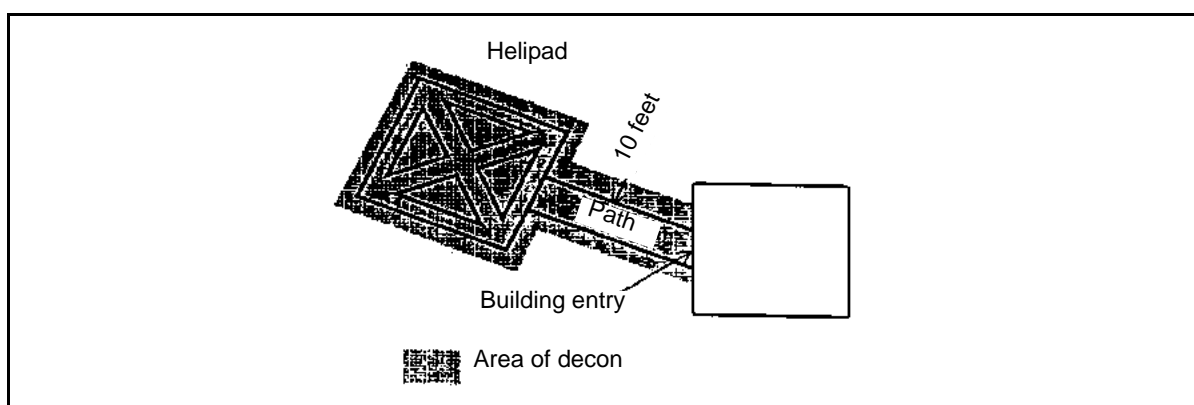 Helipad
10 feet
Path
Building entry
Area of decon